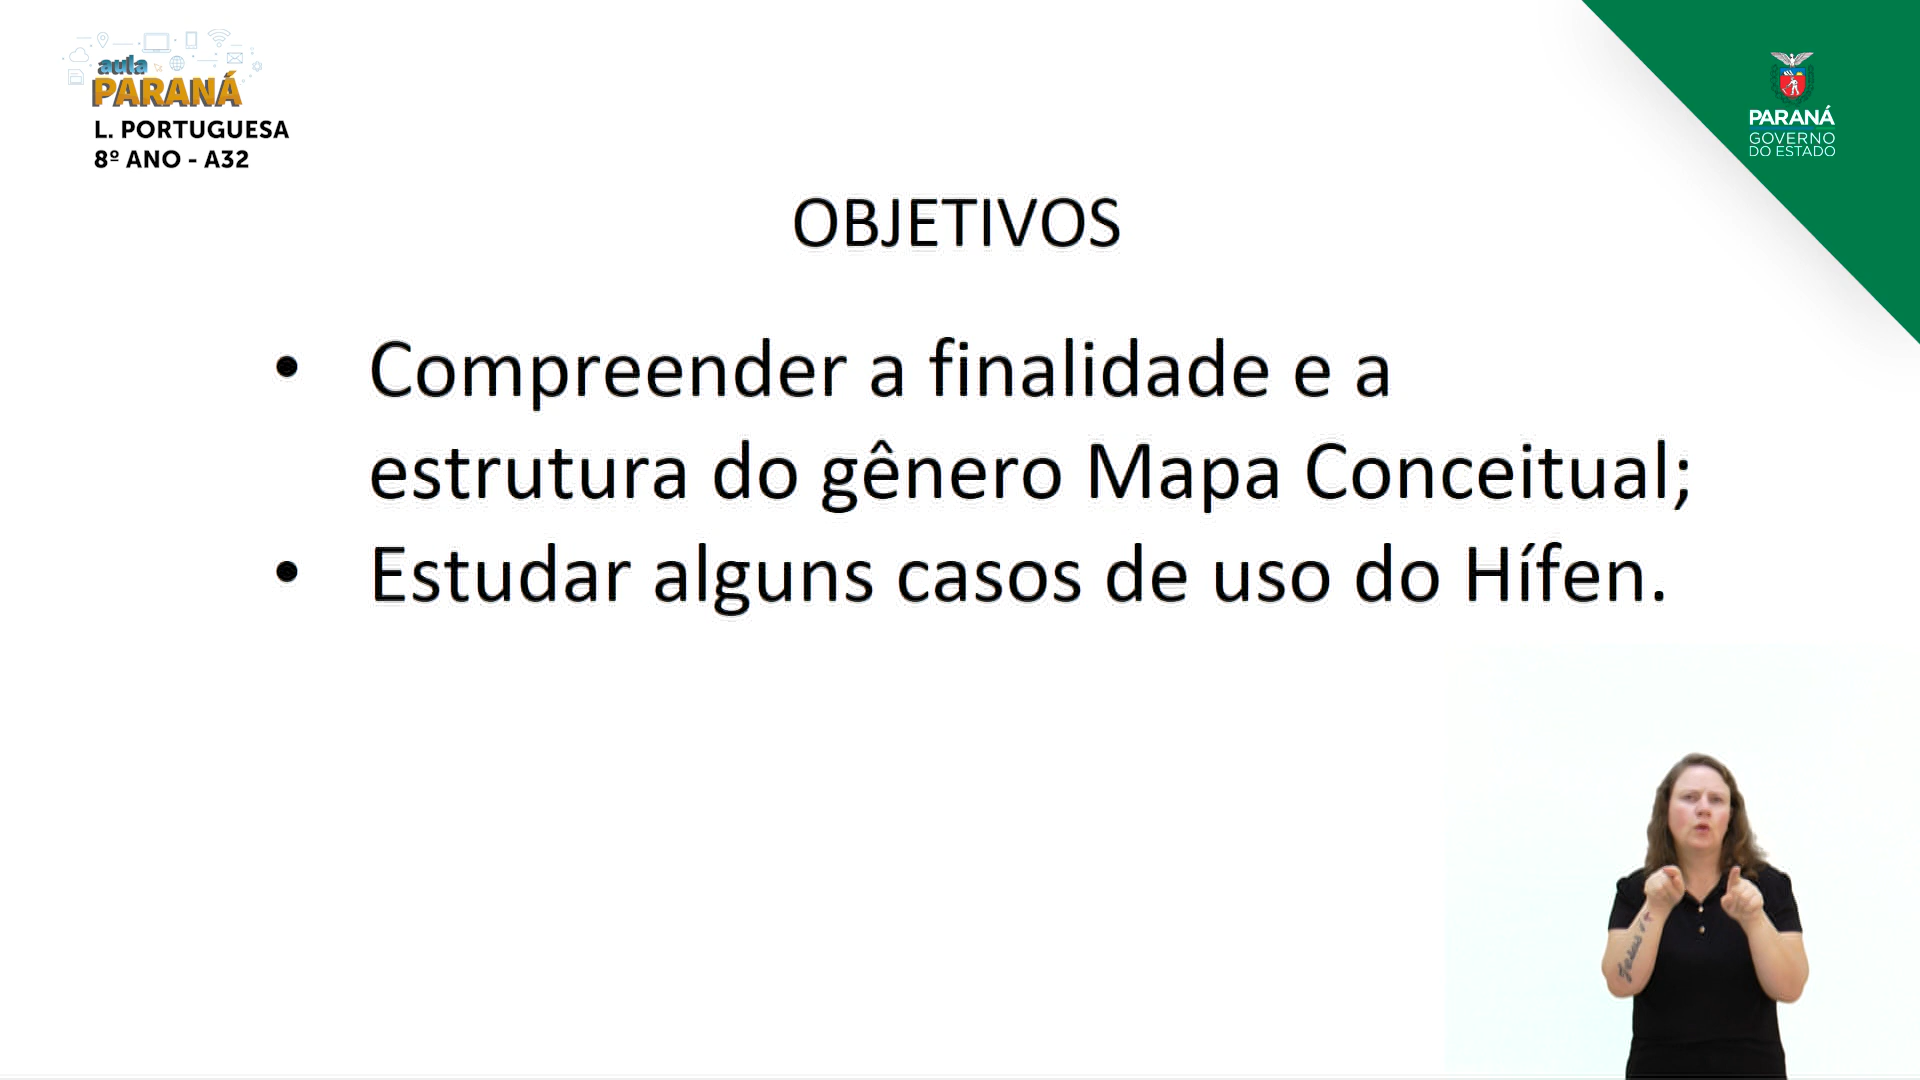 aula
PARANÁ
L. PORTUGUESA
8º ANO - A32
PARANÁ
GOVERNO
DO ESTADO
OBJETIVOS
• Compreender a finalidade e a
estrutura do gênero Mapa Conceitual;
• Estudar alguns casos de uso do Hífen.
Jesus